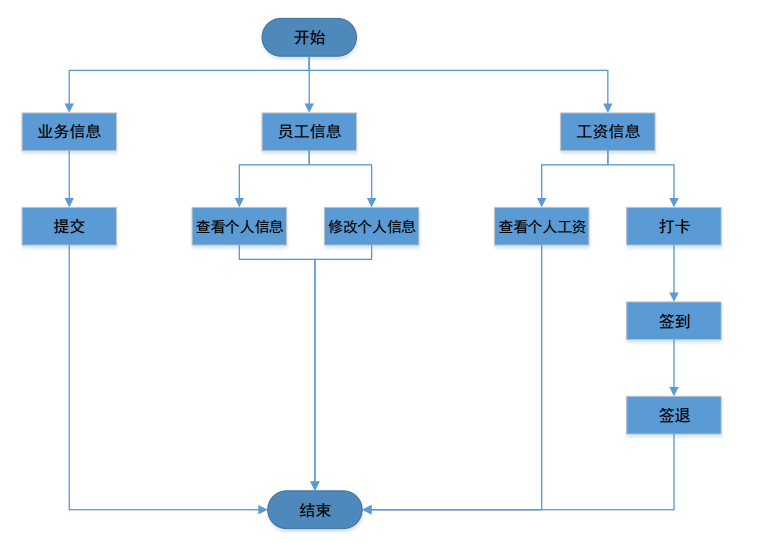 开始
业务信息
员工信息
工资信息
提交
查看个人信息
修改个人信息
查看个人工资
打卡
签到
签退
结束